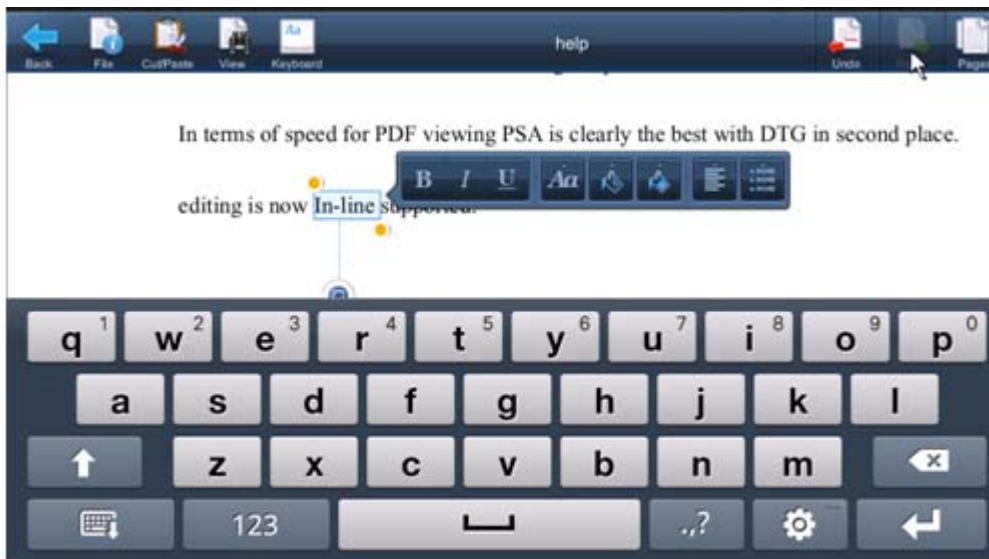 help
Back File Cut/Paste View Keyboard Undo Pages
In terms of speed for PDF viewing PSA is clearly the best with DTG in second place.
B I U Aa
editing is now In-line supported.
q 1 w 2 e 3 r 4 t 5 y 6 u 7 i 8 o 9 p 0
a s d f g h j k l
z x c v b n m
123 .,?